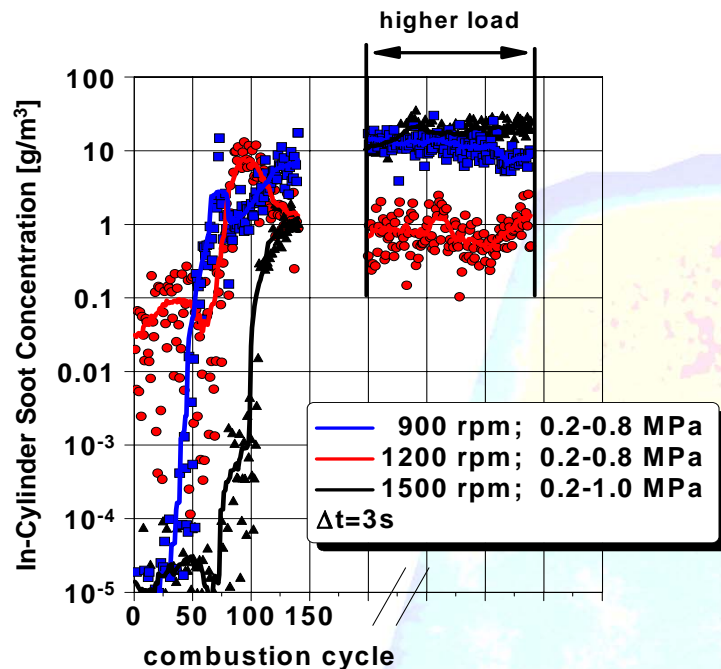 higher load
100
10
1
0.1
0.01
10⁻³
10⁻⁴
10⁻⁵
In-Cylinder Soot Concentration [g/m³]
900 rpm; 0.2-0.8 MPa
1200 rpm; 0.2-0.8 MPa
1500 rpm; 0.2-1.0 MPa
Δt=3s
0 50 100 150
combustion cycle